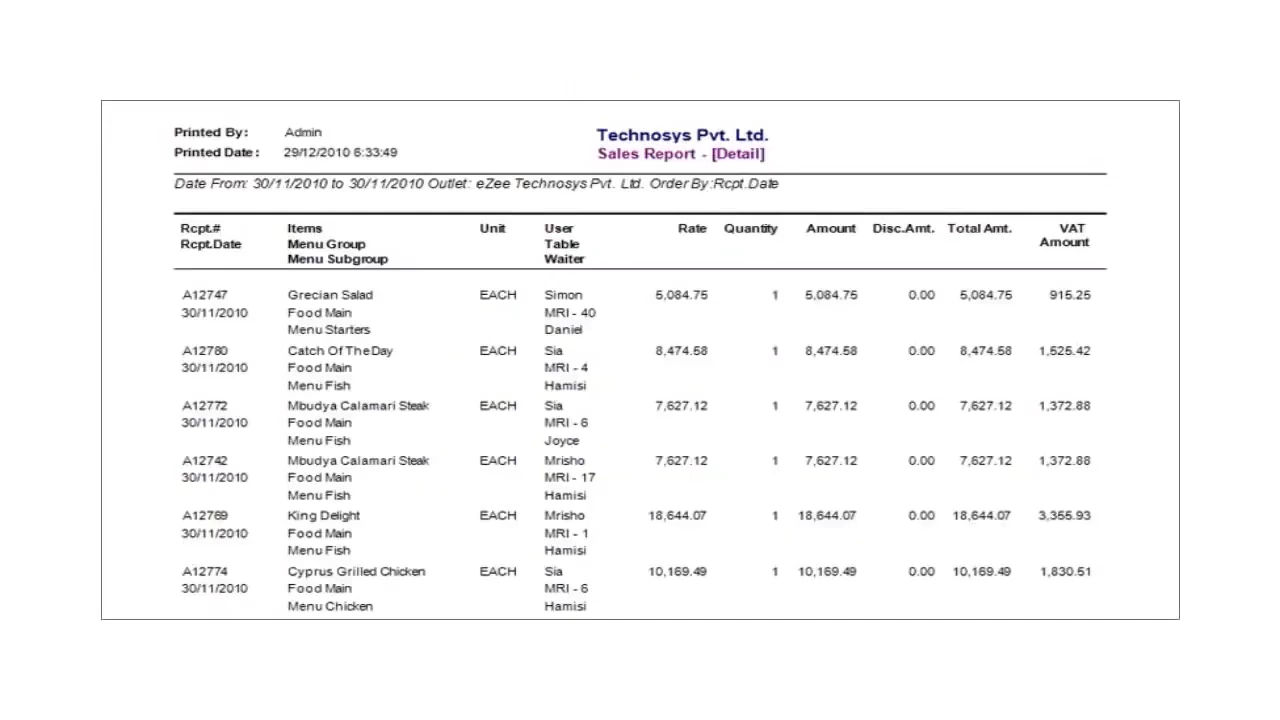 Printed By: Admin
Technosys Pvt. Ltd.
Printed Date: 29/12/2010 6:33:49
Sales Report - [Detail]
Date From: 30/11/2010 to 30/11/2010 Outlet: eZee Technosys Pvt. Ltd. Order By:Rcpt.Date
Rcpt.# Items Unit User Rate Quantity Amount Disc.Amt. Total Amt. VAT
Rcpt.Date Menu Group Table Amount
Menu Subgroup Waiter
A12747 Grecian Salad EACH Simon 5,084.75 1 5,084.75 0.00 5,084.75 915.25
30/11/2010 Food Main MRI - 40
Menu Starters Daniel
A12780 Catch Of The Day EACH Sia 8,474.58 1 8,474.58 0.00 8,474.58 1,525.42
30/11/2010 Food Main MRI - 4
Menu Fish Hamisi
A12772 Mbudya Calamari Steak EACH Sia 7,627.12 1 7,627.12 0.00 7,627.12 1,372.88
30/11/2010 Food Main MRI - 6
Menu Fish Joyce
A12742 Mbudya Calamari Steak EACH Mrisho 7,627.12 1 7,627.12 0.00 7,627.12 1,372.88
30/11/2010 Food Main MRI - 17
Menu Fish Hamisi
A12769 King Delight EACH Mrisho 18,644.07 1 18,644.07 0.00 18,644.07 3,355.93
30/11/2010 Food Main MRI - 1
Menu Fish Hamisi
A12774 Cyprus Grilled Chicken EACH Sia 10,169.49 1 10,169.49 0.00 10,169.49 1,830.51
30/11/2010 Food Main MRI - 6
Menu Chicken Hamisi